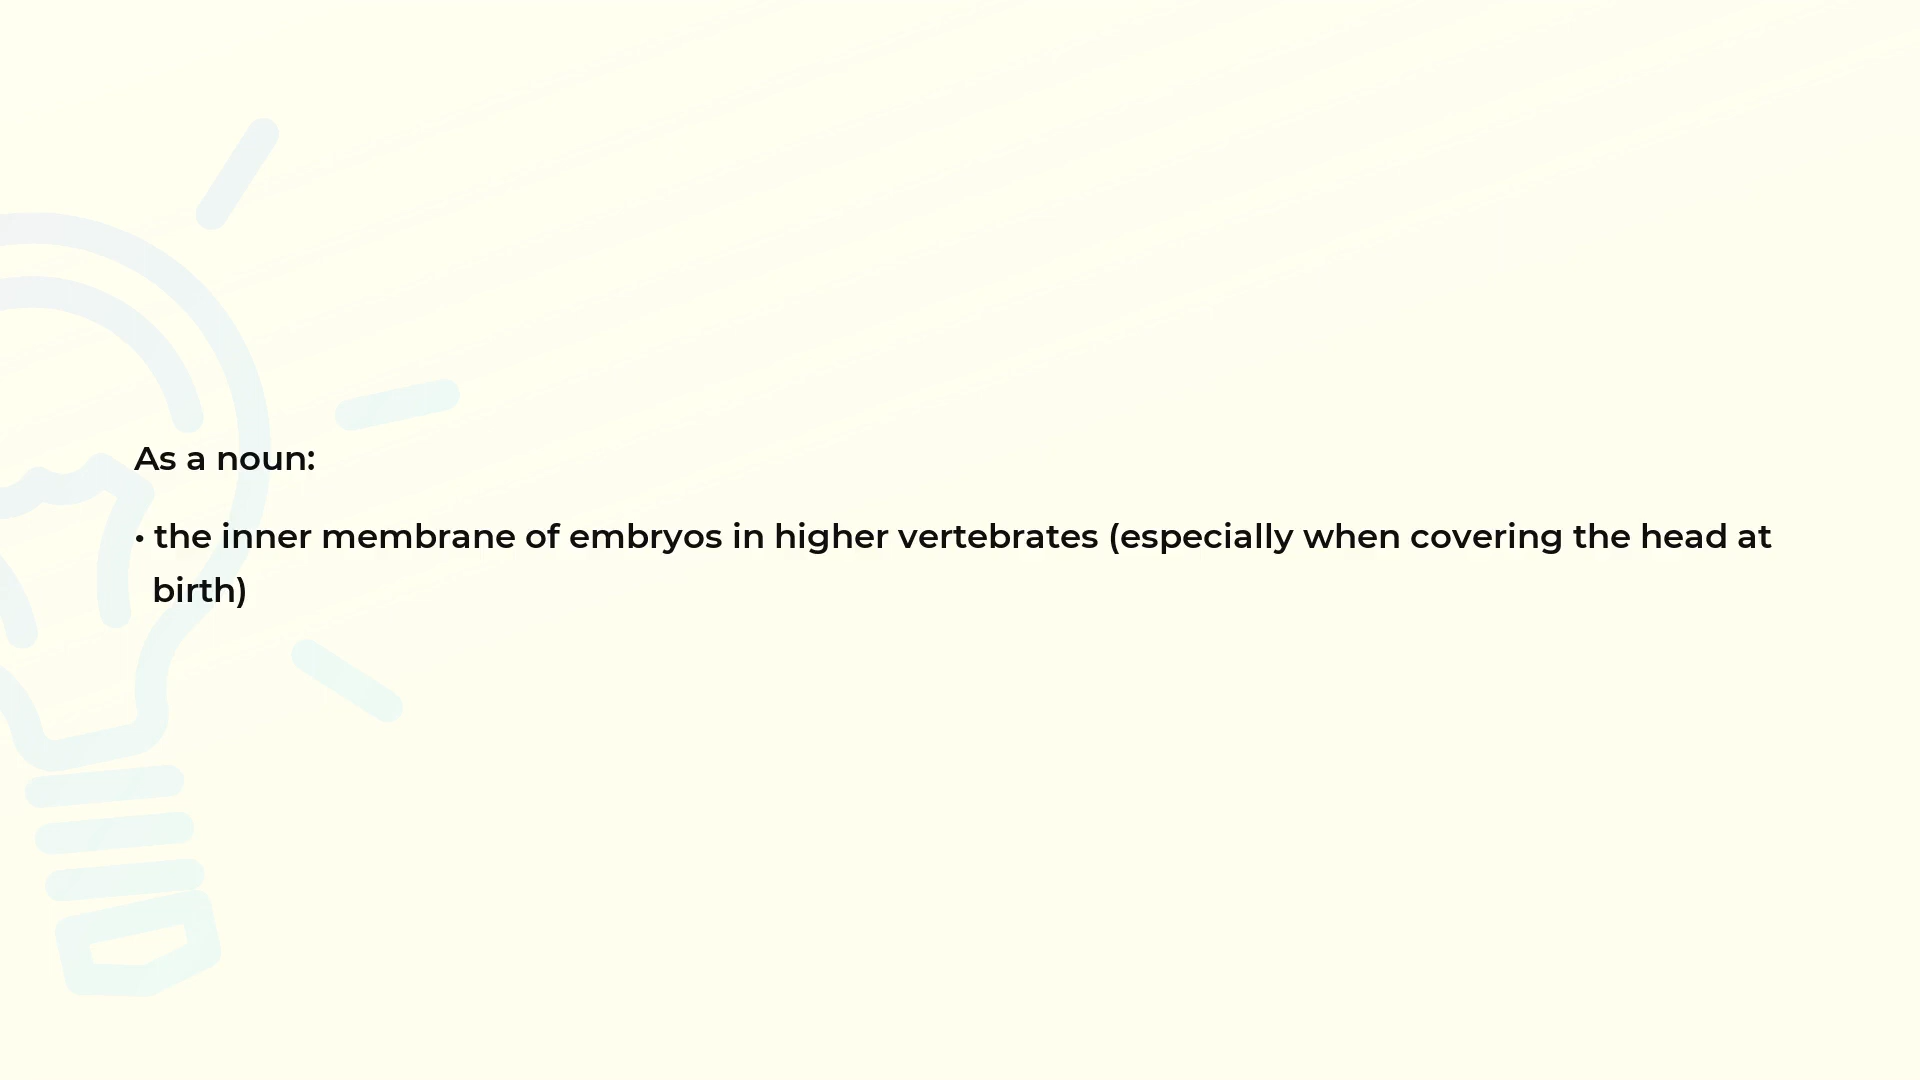 As a noun:
• the inner membrane of embryos in higher vertebrates (especially when covering the head at
birth)